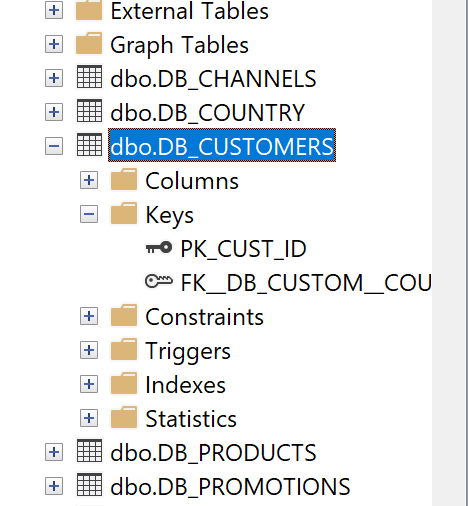 External Tables
Graph Tables
dbo.DB_CHANNELS
dbo.DB_COUNTRY
dbo.DB_CUSTOMERS
Columns
Keys
PK_CUST_ID
FK__DB_CUSTOM__COU
Constraints
Triggers
Indexes
Statistics
dbo.DB_PRODUCTS
dbo.DB_PROMOTIONS